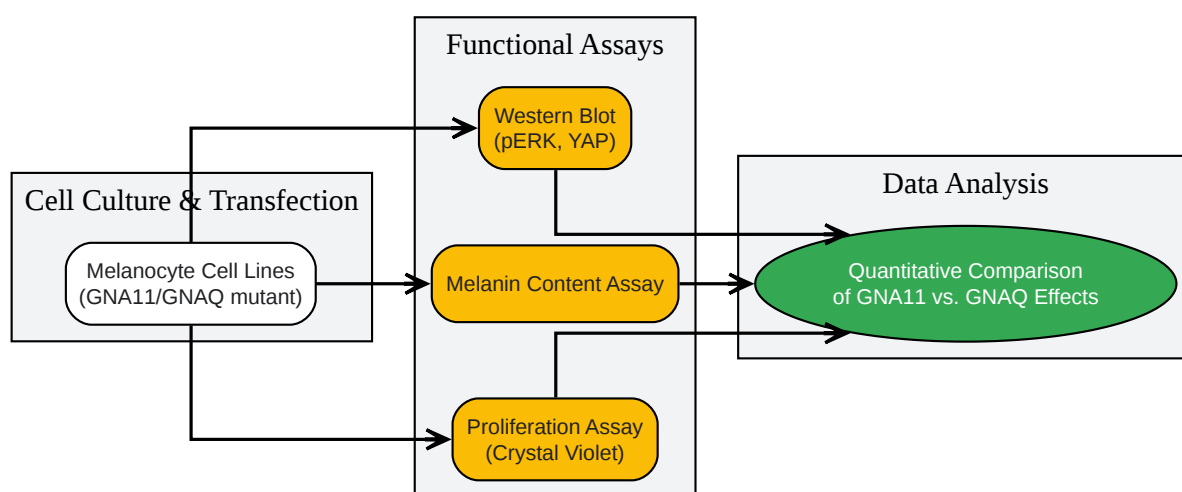 Cell Culture & Transfection
Melanocyte Cell Lines
(GNA11/GNAQ mutant)
Functional Assays
Western Blot
(pERK, YAP)
Melanin Content Assay
Proliferation Assay
(Crystal Violet)
Data Analysis
Quantitative Comparison
of GNA11 vs. GNAQ Effects